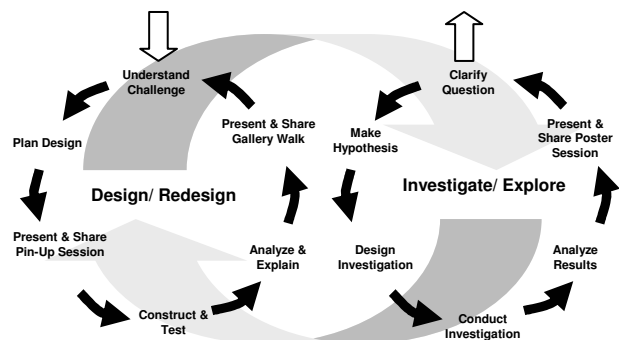 Understand
Challenge
Plan Design
Present & Share
Pin-Up Session
Construct &
Test
Analyze &
Explain
Present & Share
Gallery Walk
Design/ Redesign
Clarify
Question
Make
Hypothesis
Design
Investigation
Conduct
Investigation
Analyze
Results
Present &
Share Poster
Session
Investigate/ Explore